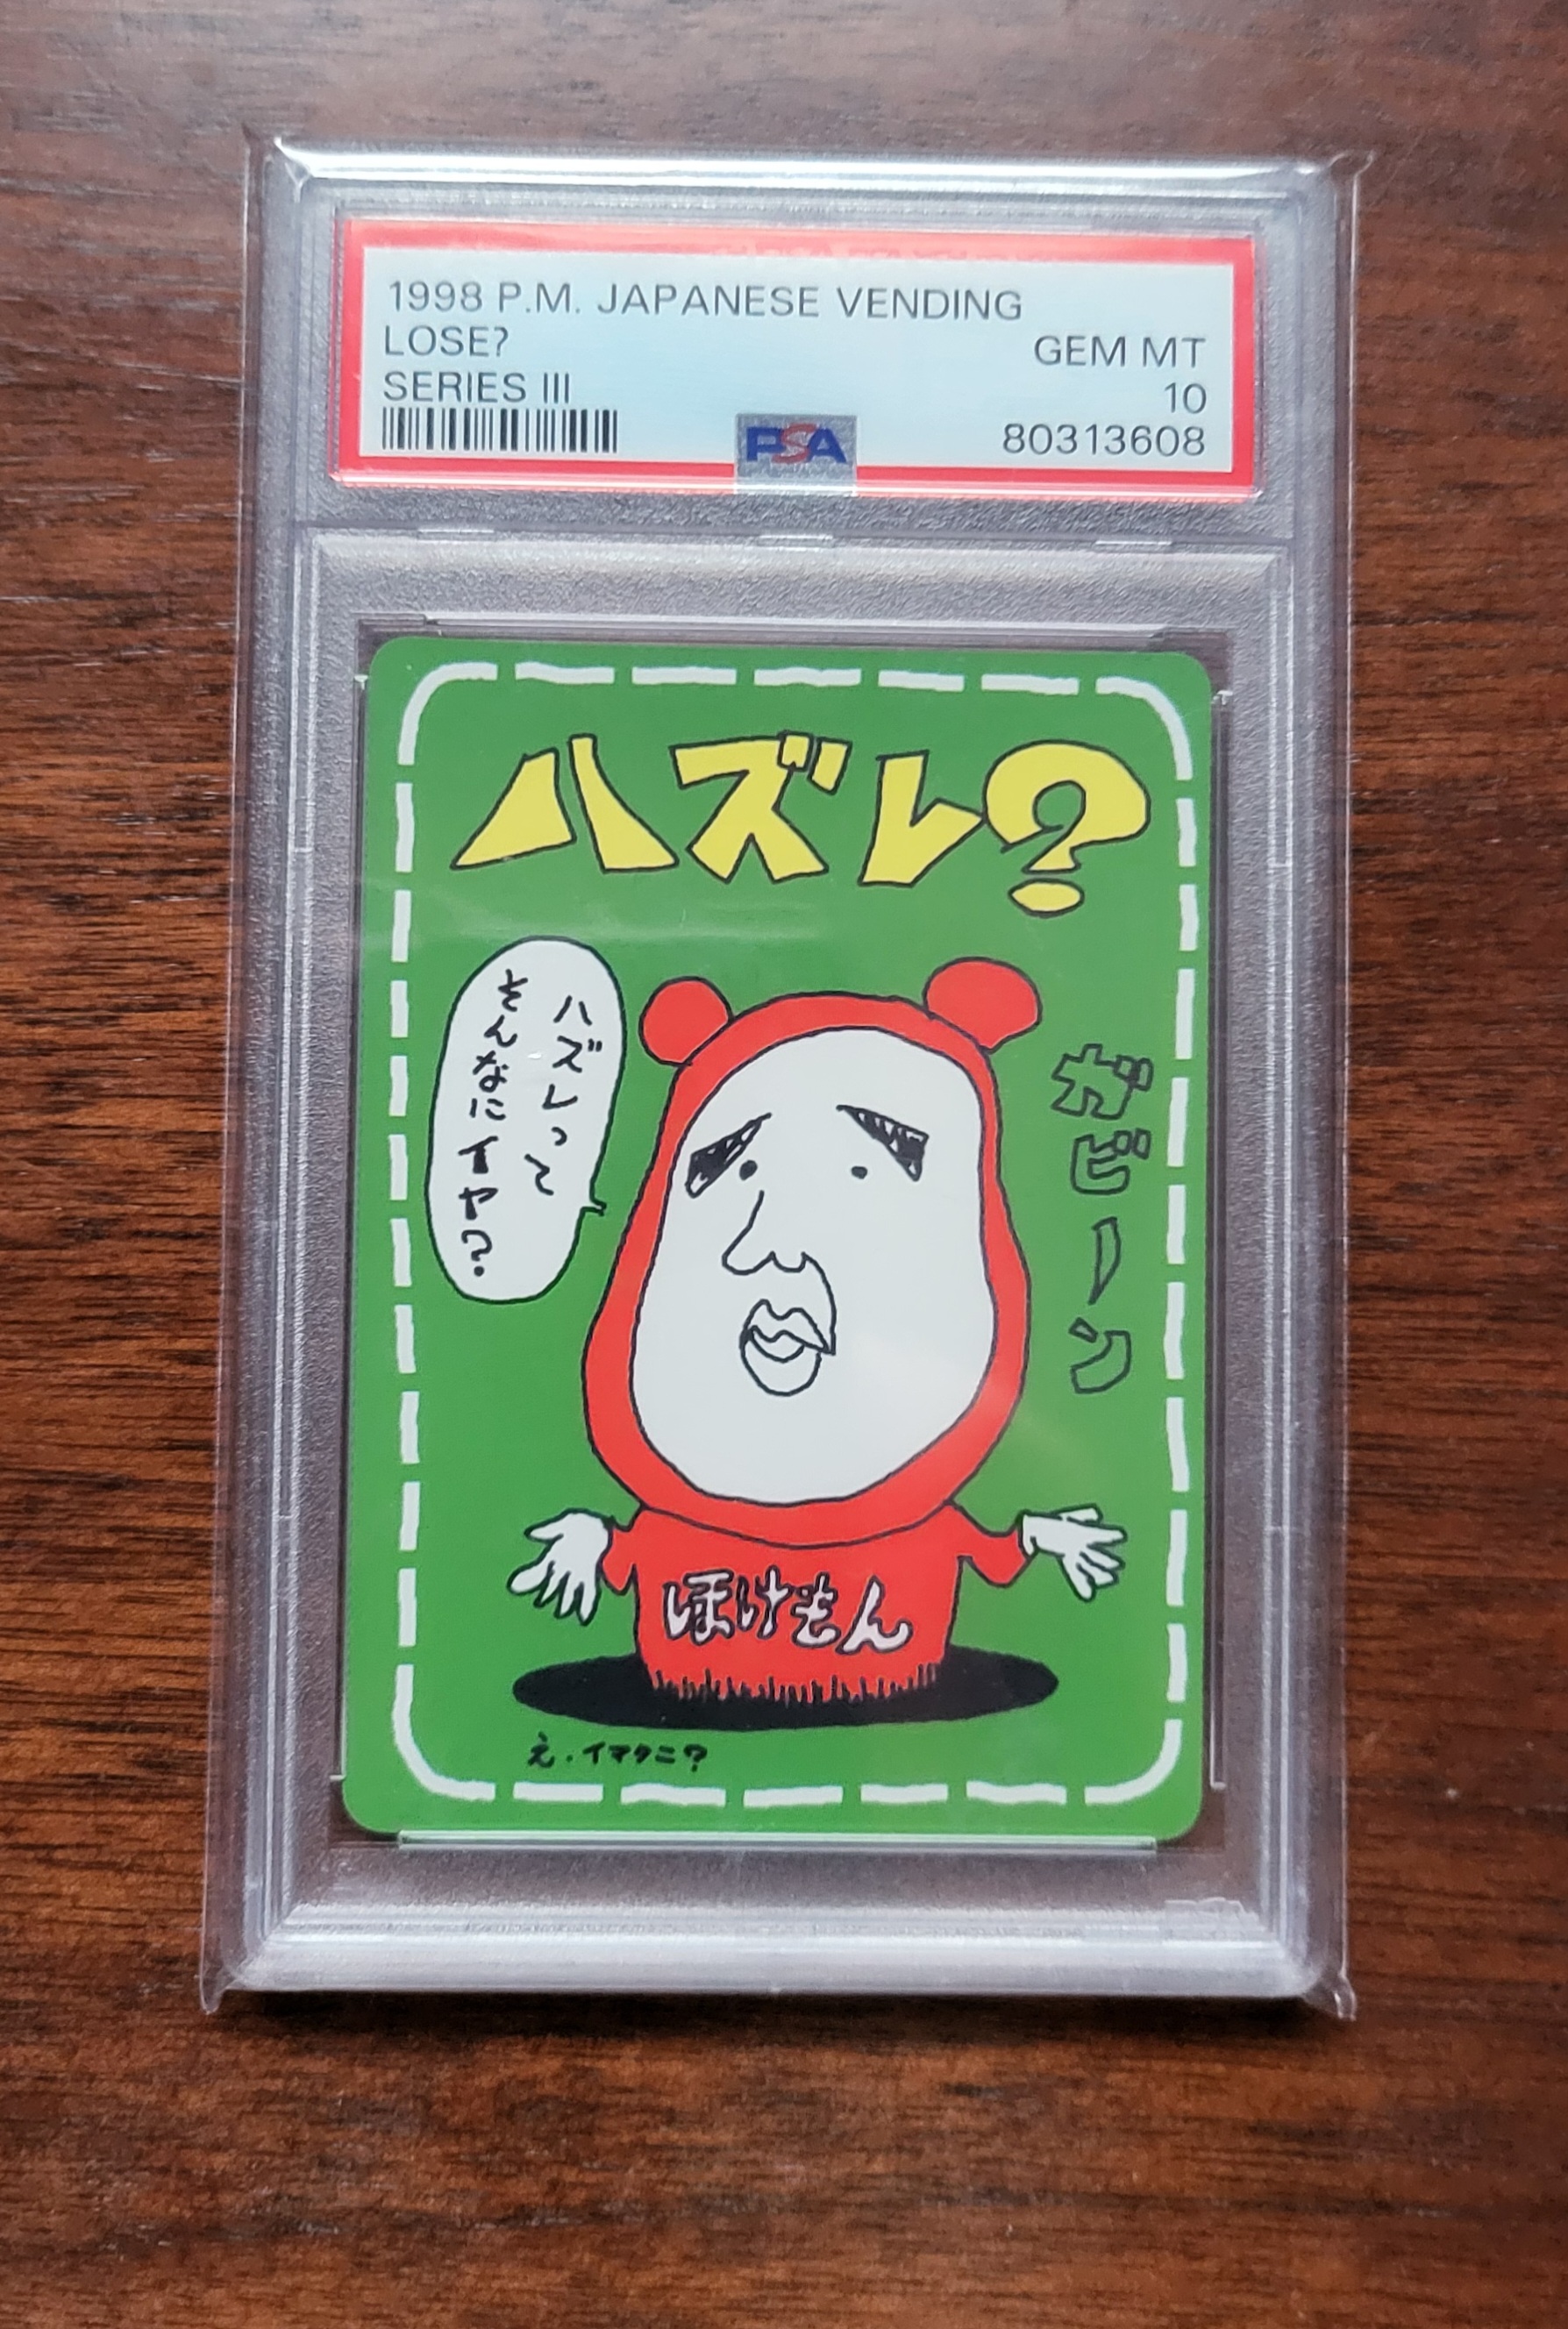 1998 P.M. JAPANESE VENDING
LOSE?
GEM MT
SERIES III
10
PSA
80313608
ハズレ?
ハズレって
そんなにイヤ?
ガビーン
ほけもん
え・イマクニ?